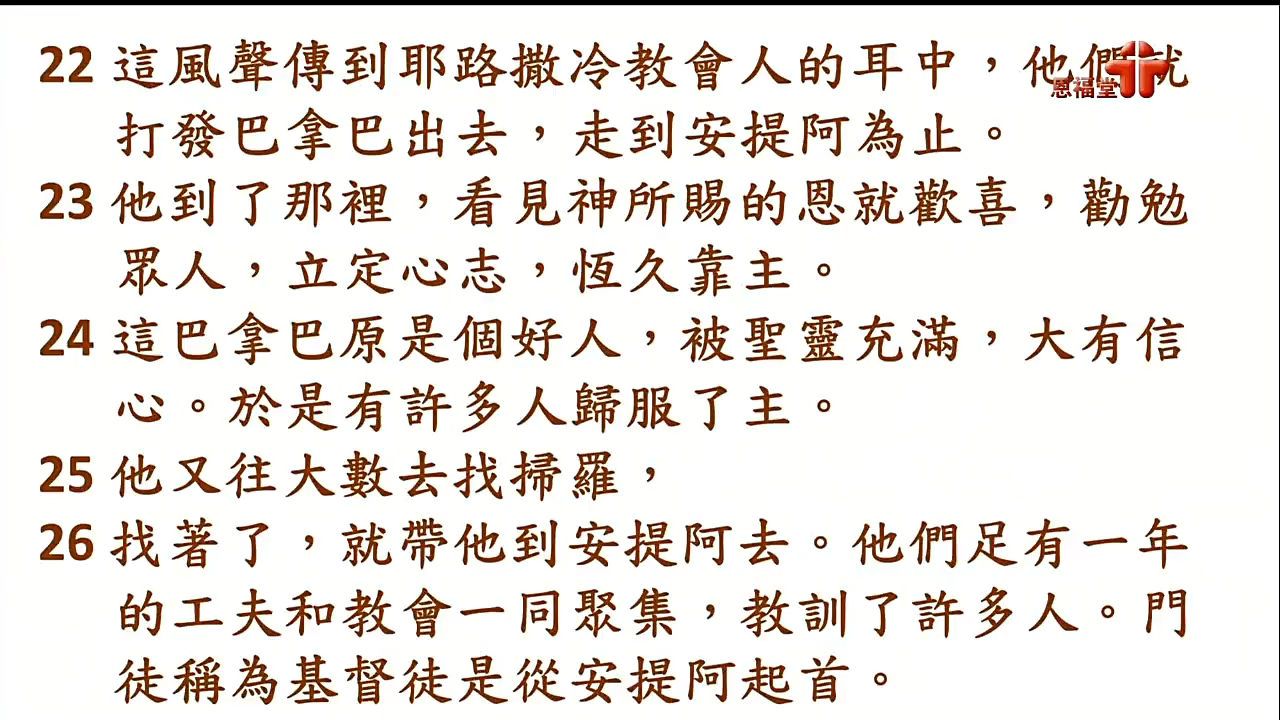 22 這風聲傳到耶路撒冷教會人的耳中，他們就
恩福堂
打發巴拿巴出去，走到安提阿為止。
23 他到了那裡，看見神所賜的恩就歡喜，勸勉
眾人，立定心志，恆久靠主。
24 這巴拿巴原是個好人，被聖靈充滿，大有信
心。於是有許多人歸服了主。
25 他又往大數去找掃羅，
26 找著了，就帶他到安提阿去。他們足有一年
的工夫和教會一同聚集，教訓了許多人。門
徒稱為基督徒是從安提阿起首。